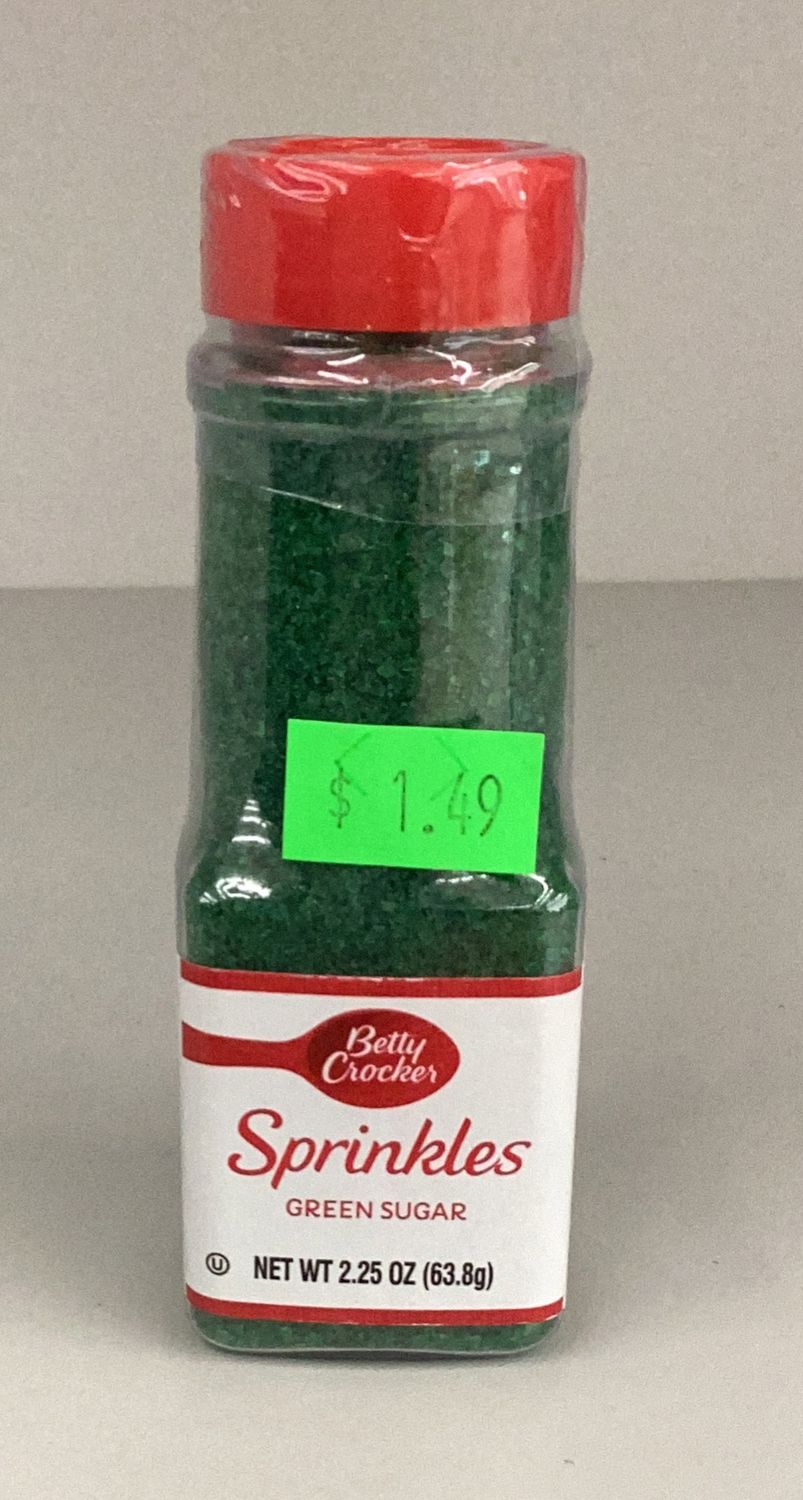 $ 1.49
Betty
Crocker
Sprinkles
GREEN SUGAR
U NET WT 2.25 OZ (63.8g)